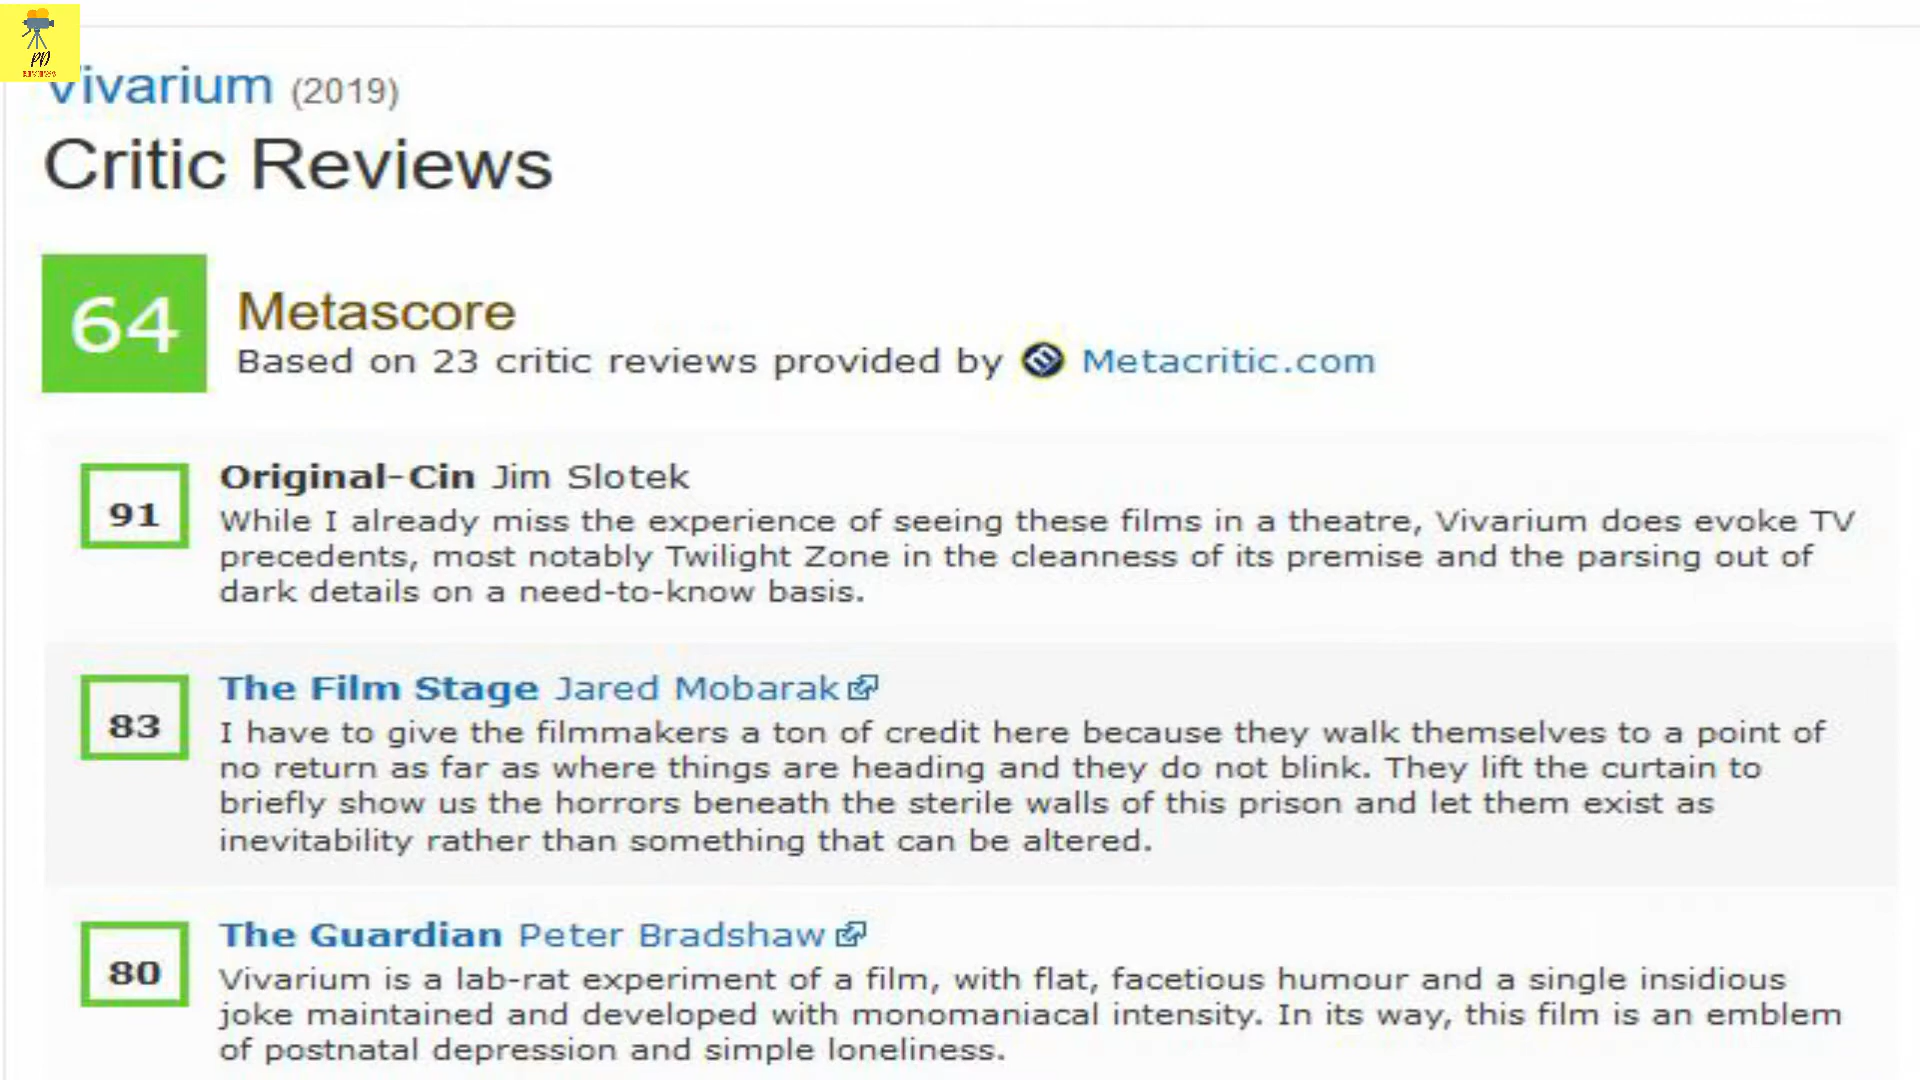 PD
REVIEWS
Vivarium (2019)
Critic Reviews
64
Metascore
Based on 23 critic reviews provided by Metacritic.com
91
Original-Cin Jim Slotek
While I already miss the experience of seeing these films in a theatre, Vivarium does evoke TV
precedents, most notably Twilight Zone in the cleanness of its premise and the parsing out of
dark details on a need-to-know basis.
83
The Film Stage Jared Mobarak
I have to give the filmmakers a ton of credit here because they walk themselves to a point of
no return as far as where things are heading and they do not blink. They lift the curtain to
briefly show us the horrors beneath the sterile walls of this prison and let them exist as
inevitability rather than something that can be altered.
80
The Guardian Peter Bradshaw
Vivarium is a lab-rat experiment of a film, with flat, facetious humour and a single insidious
joke maintained and developed with monomaniacal intensity. In its way, this film is an emblem
of postnatal depression and simple loneliness.